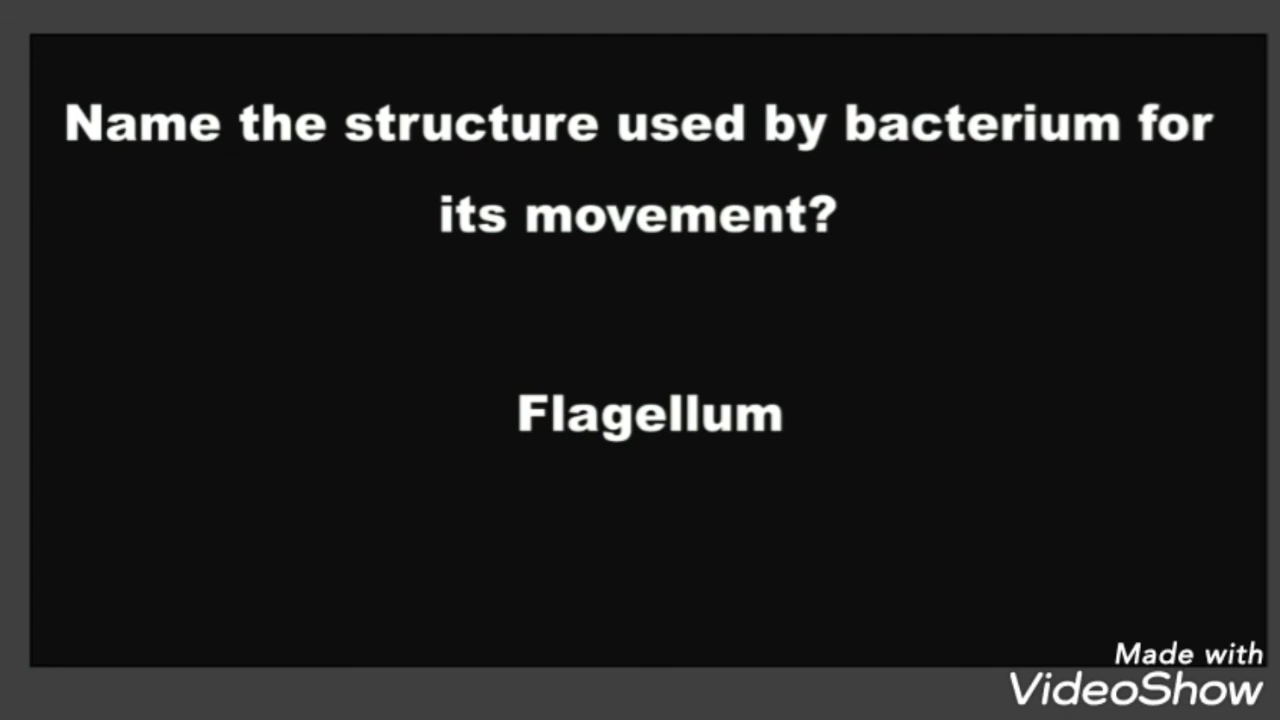 Name the structure used by bacterium for
its movement?
Flagellum
Made with
VideoShow